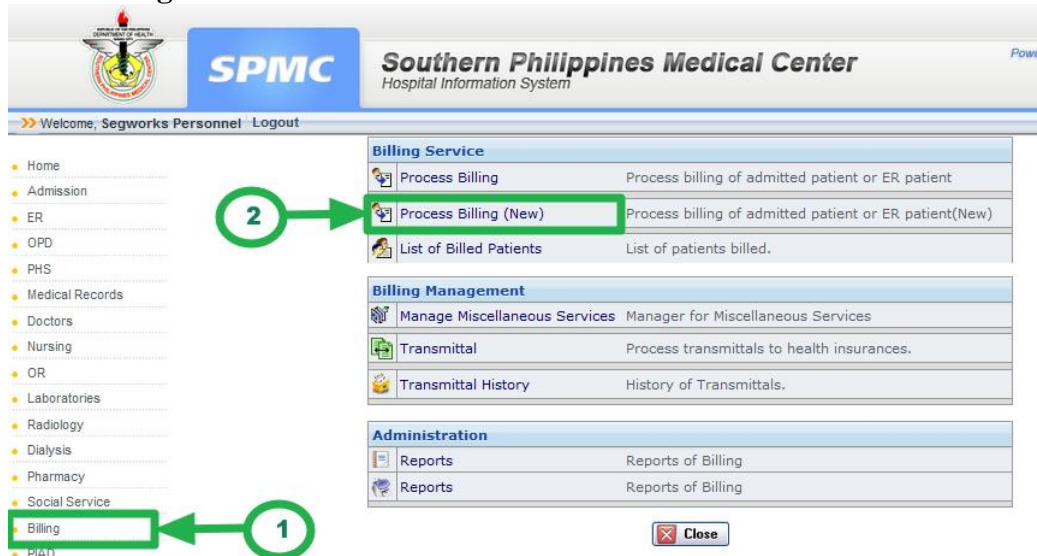 SPMC
Southern Philippines Medical Center
Hospital Information System
Welcome, Segworks Personnel Logout
Home
Admission
ER
OPD
PHS
Medical Records
Doctors
Nursing
OR
Laboratories
Radiology
Dialysis
Pharmacy
Social Service
Billing
PIAD
1
2
Billing Service
Process Billing Process billing of admitted patient or ER patient
Process Billing (New) Process billing of admitted patient or ER patient(New)
List of Billed Patients List of patients billed.
Billing Management
Manage Miscellaneous Services Manager for Miscellaneous Services
Transmittal Process transmittals to health insurances.
Transmittal History History of Transmittals.
Administration
Reports Reports of Billing
Reports Reports of Billing
Close